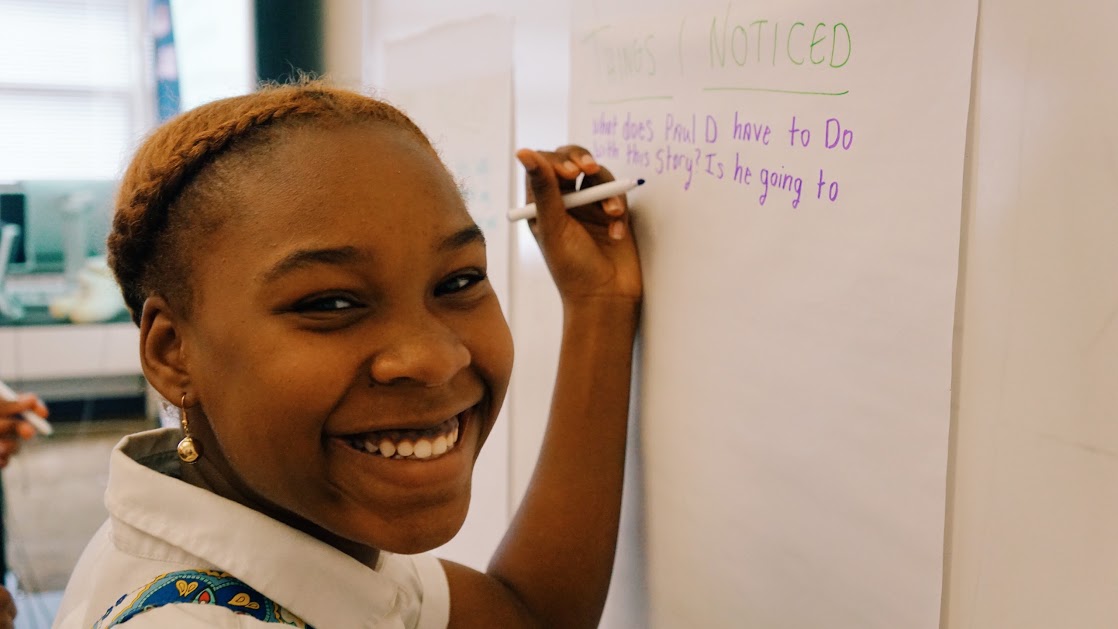 THINGS I NOTICED
What does Paul D have to Do
with this story? Is he going to